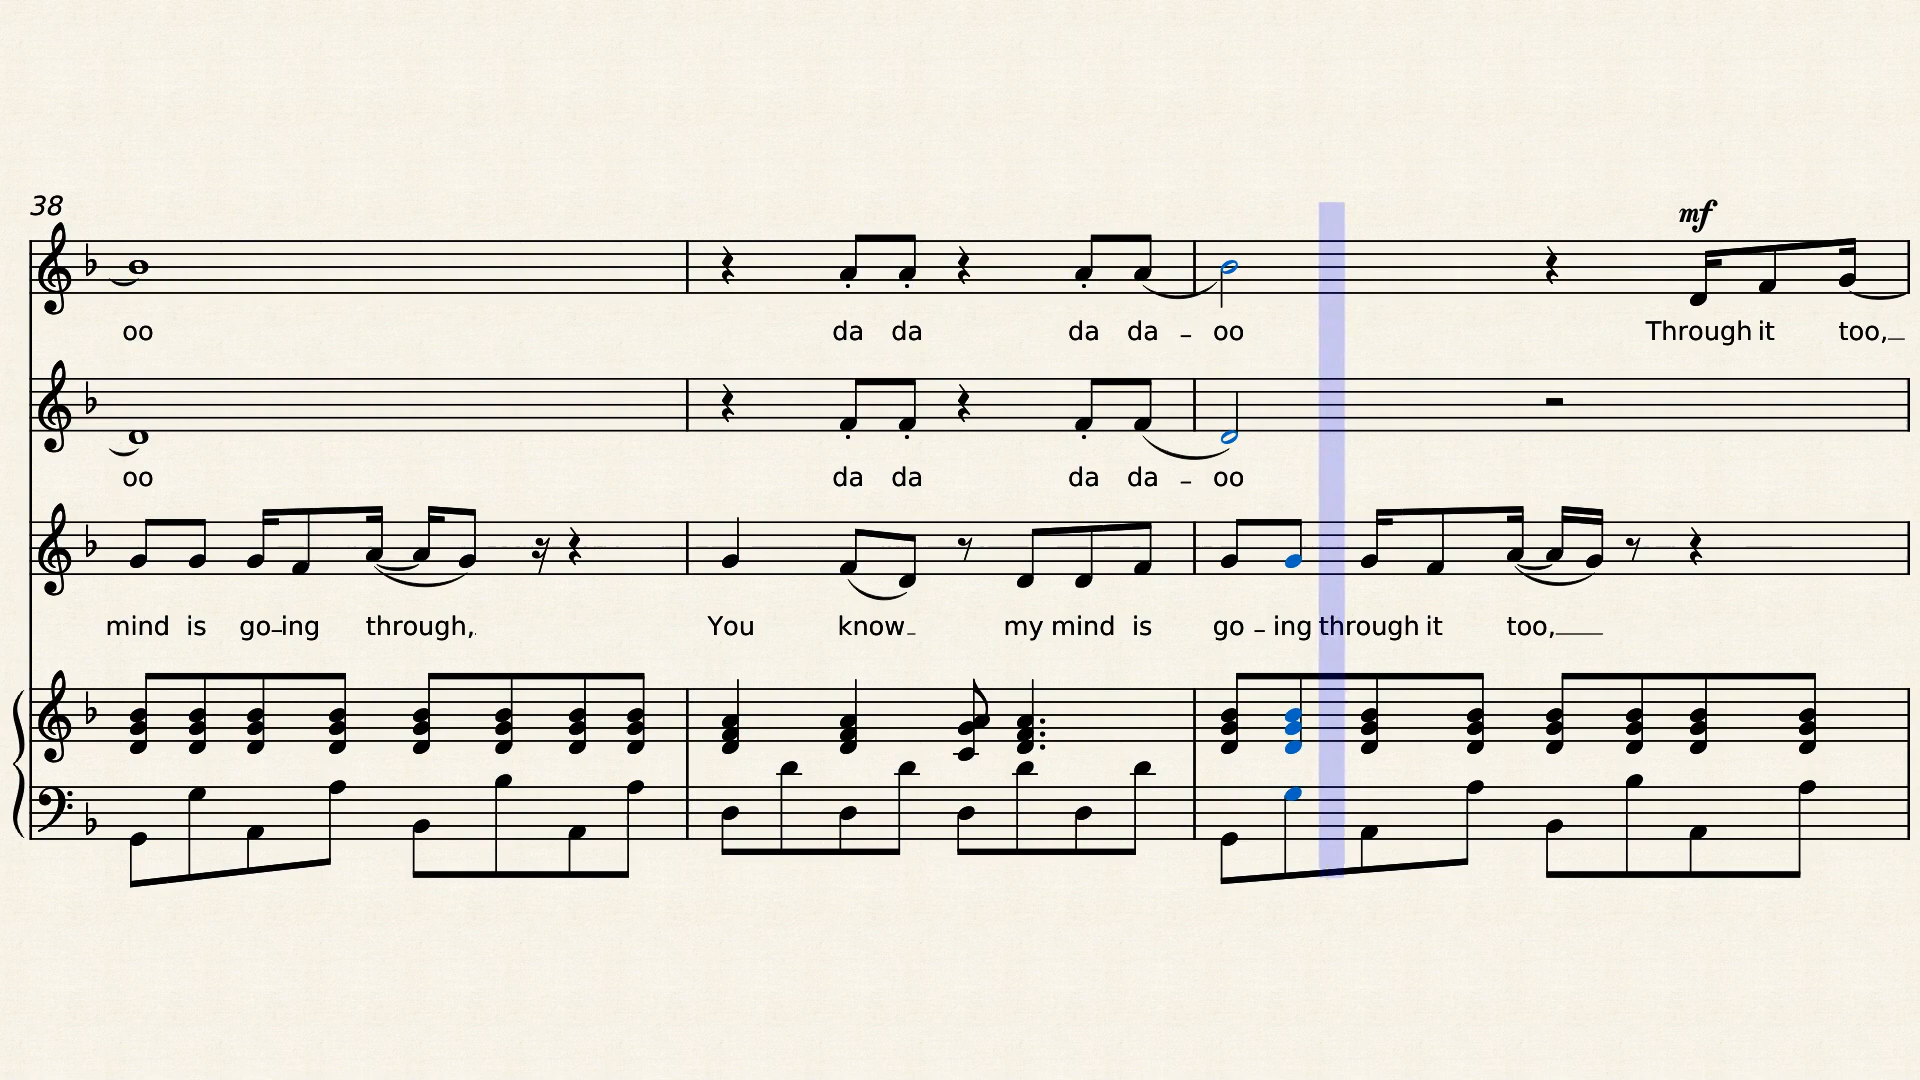 38
mf
oo da da da da - oo Through it too,
oo da da da da - oo
mind is go-ing through, You know my mind is go - ing through it too,